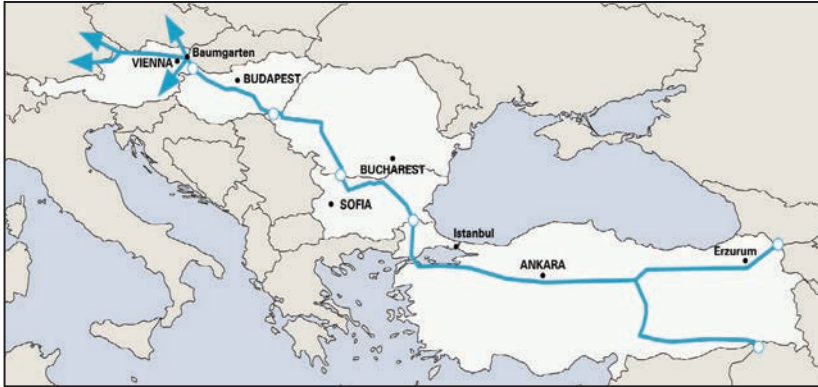 Baumgarten
VIENNA
BUDAPEST
BUCHAREST
SOFIA
Istanbul
ANKARA
Erzurum